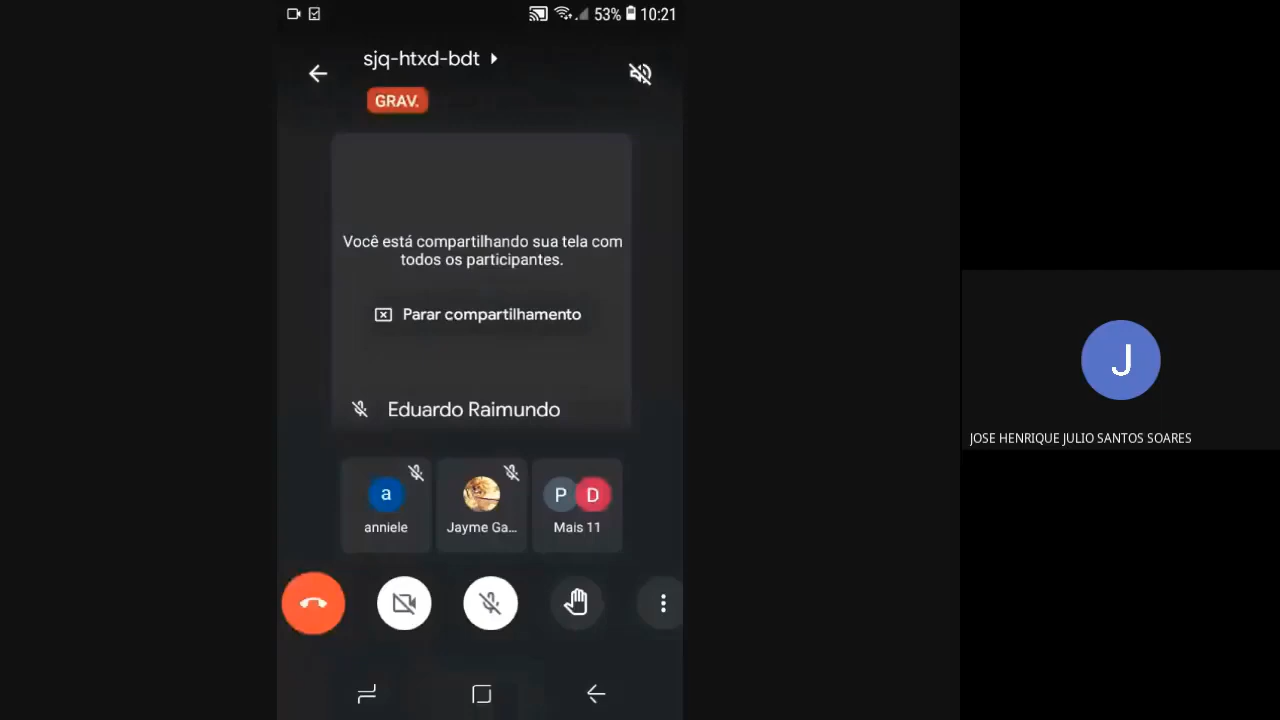 53% 10:21
sjq-htxd-bdt
GRAV.
Você está compartilhando sua tela com
todos os participantes.
Parar compartilhamento
Eduardo Raimundo
a
P D
anniele
Jayme Ga...
Mais 11
J
JOSE HENRIQUE JULIO SANTOS SOARES